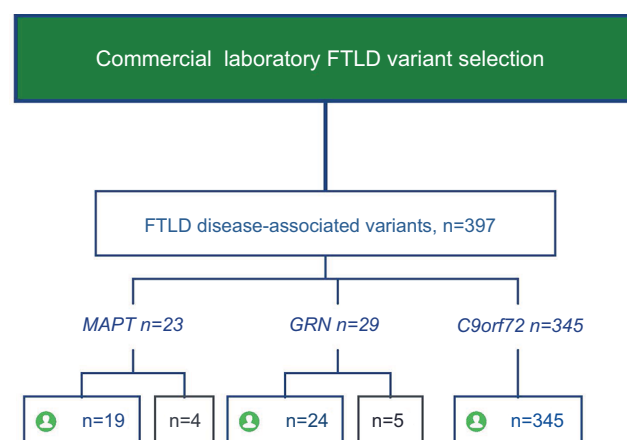 Commercial laboratory FTLD variant selection
FTLD disease-associated variants, n=397
MAPT n=23 GRN n=29 C9orf72 n=345
n=19 n=4 n=24 n=5 n=345